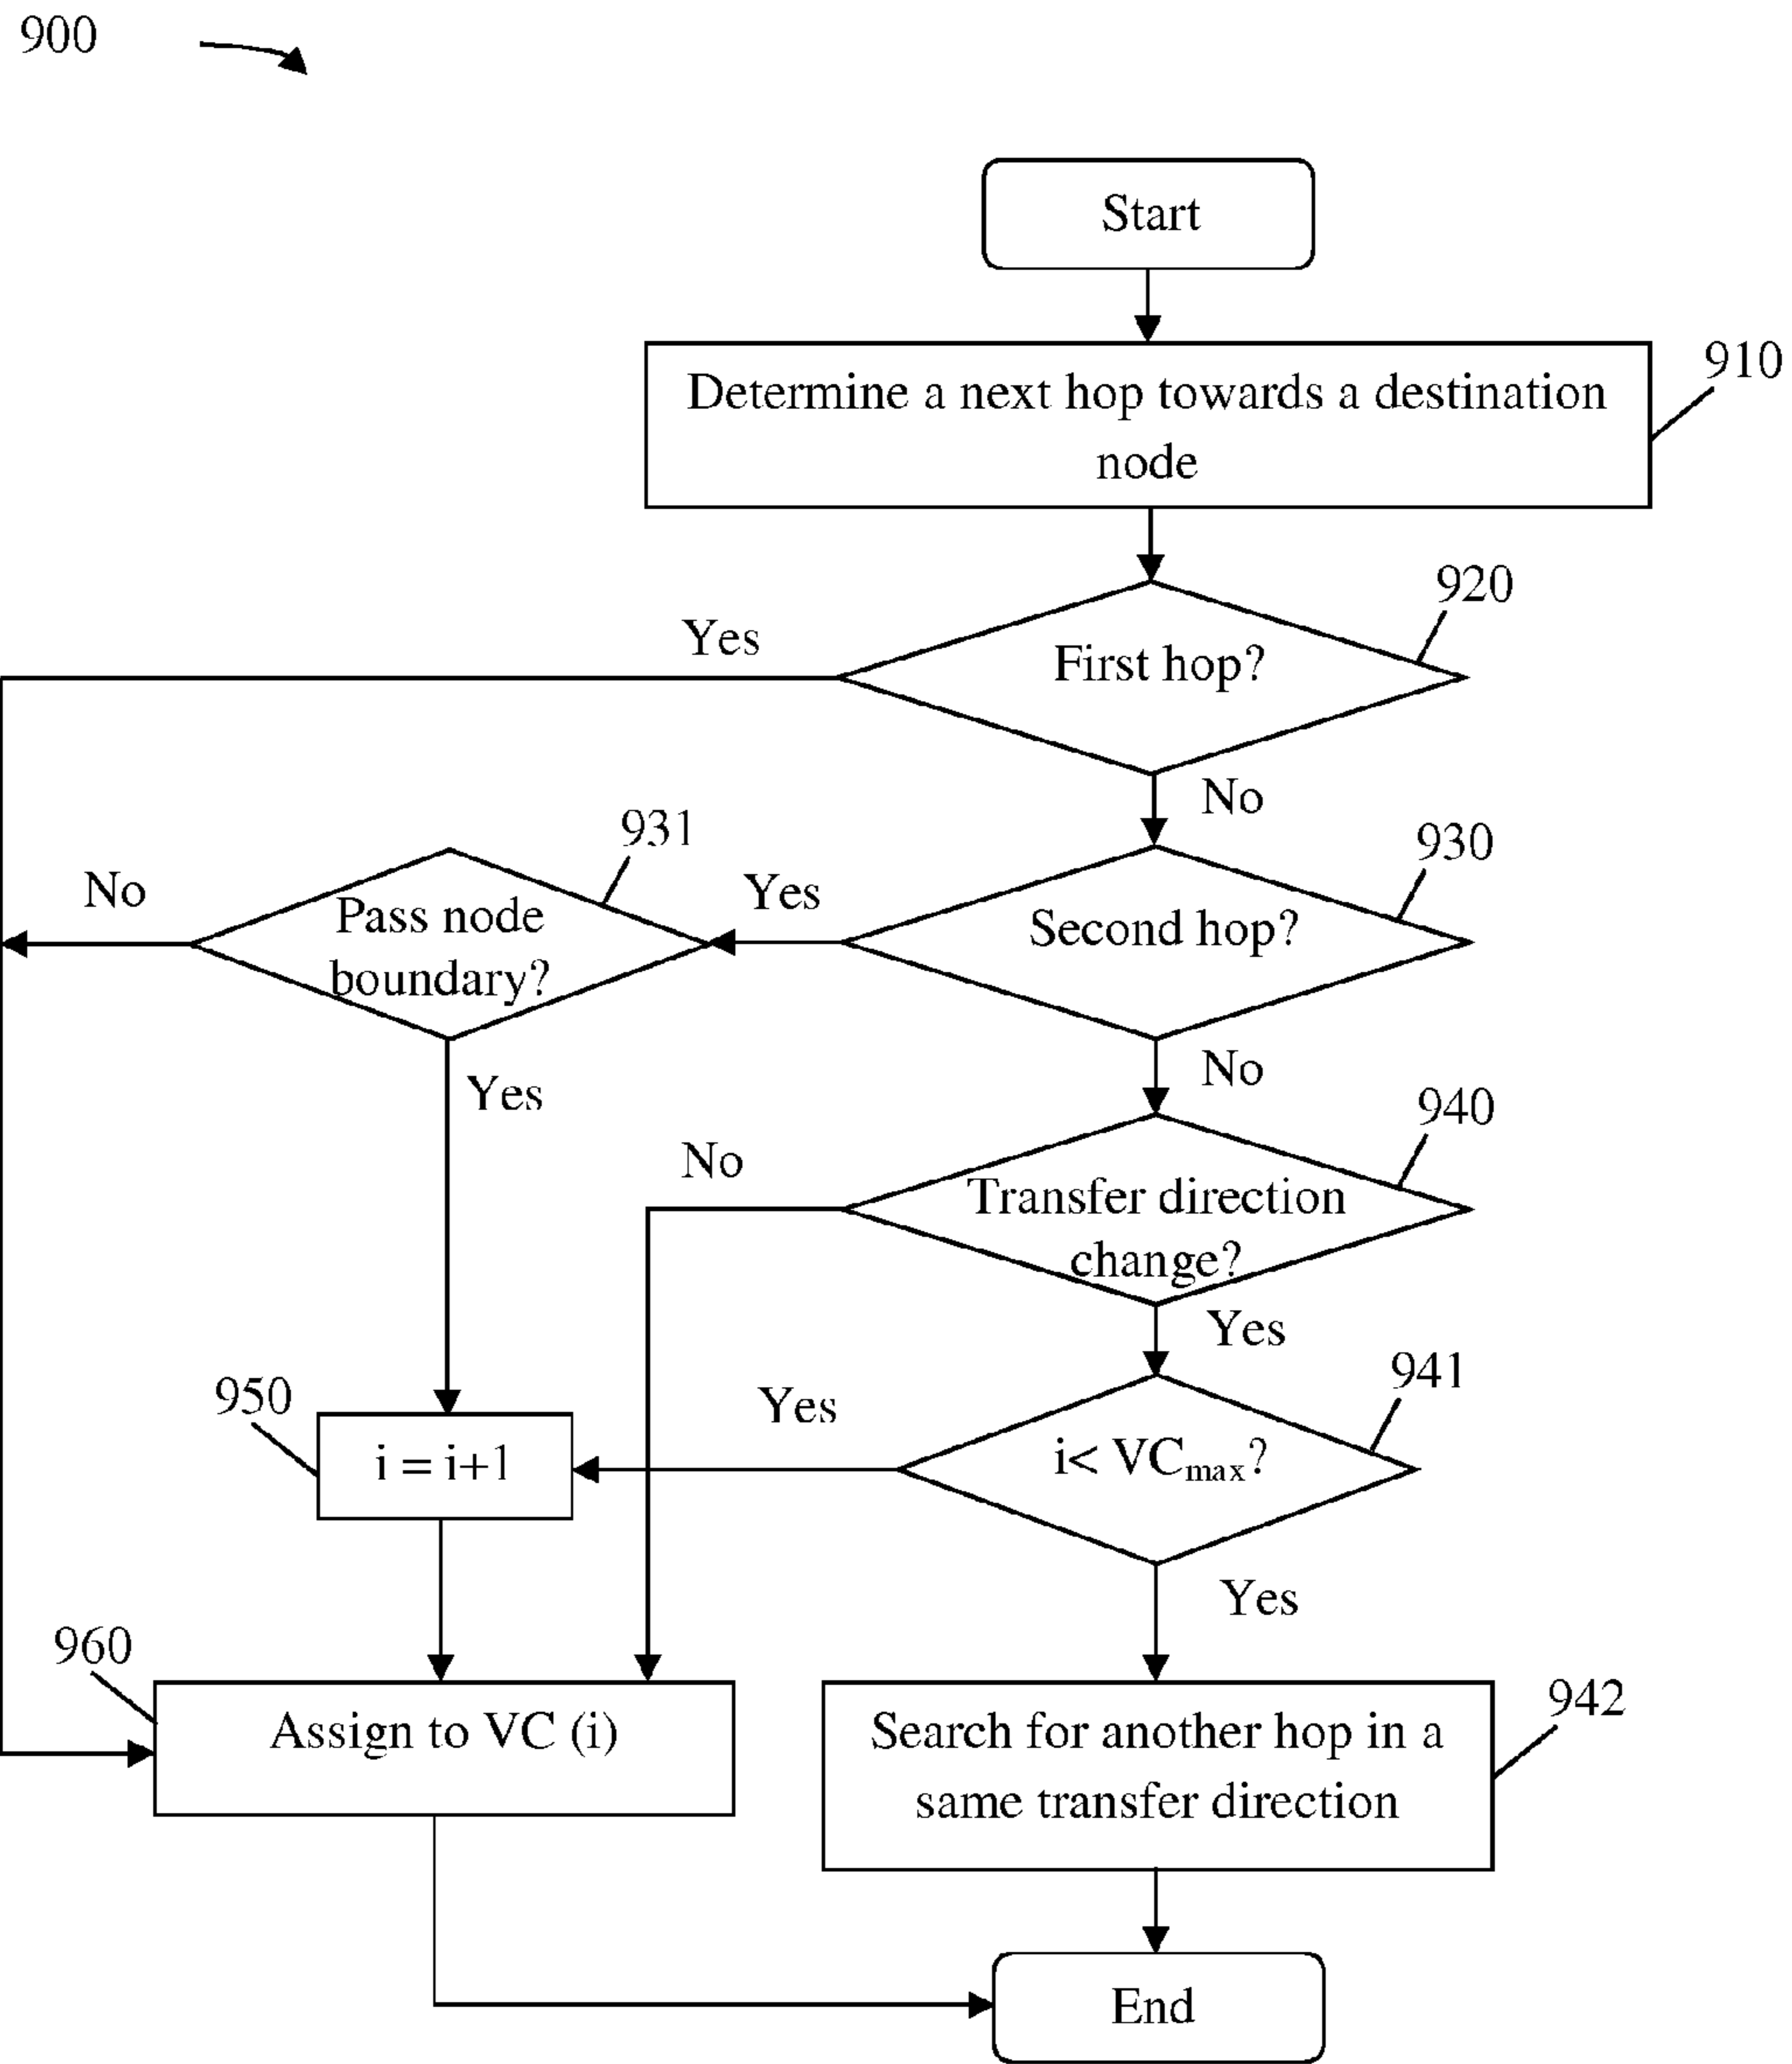 900
Start
910
Determine a next hop towards a destination
node
920
Yes
First hop?
No
931
930
No
Yes
Pass node
boundary?
Second hop?
Yes
No
940
No
Transfer direction
change?
Yes
941
950
Yes
i = i+1
i< VCmax?
Yes
960
942
Assign to VC (i)
Search for another hop in a
same transfer direction
End